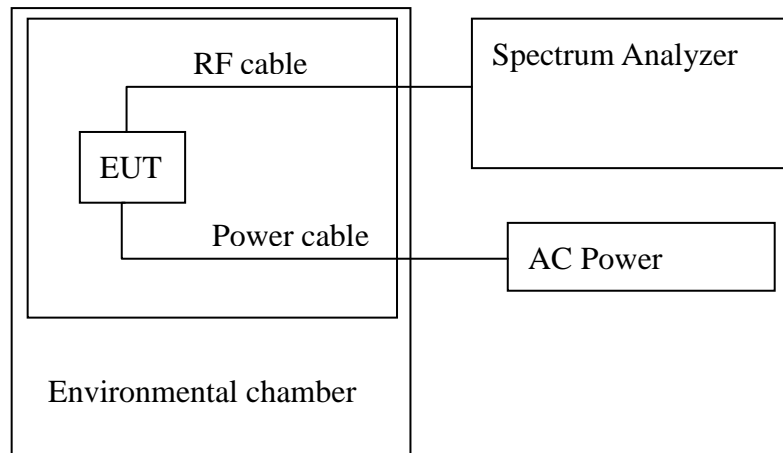 RF cable
Spectrum Analyzer
EUT
Power cable
AC Power
Environmental chamber